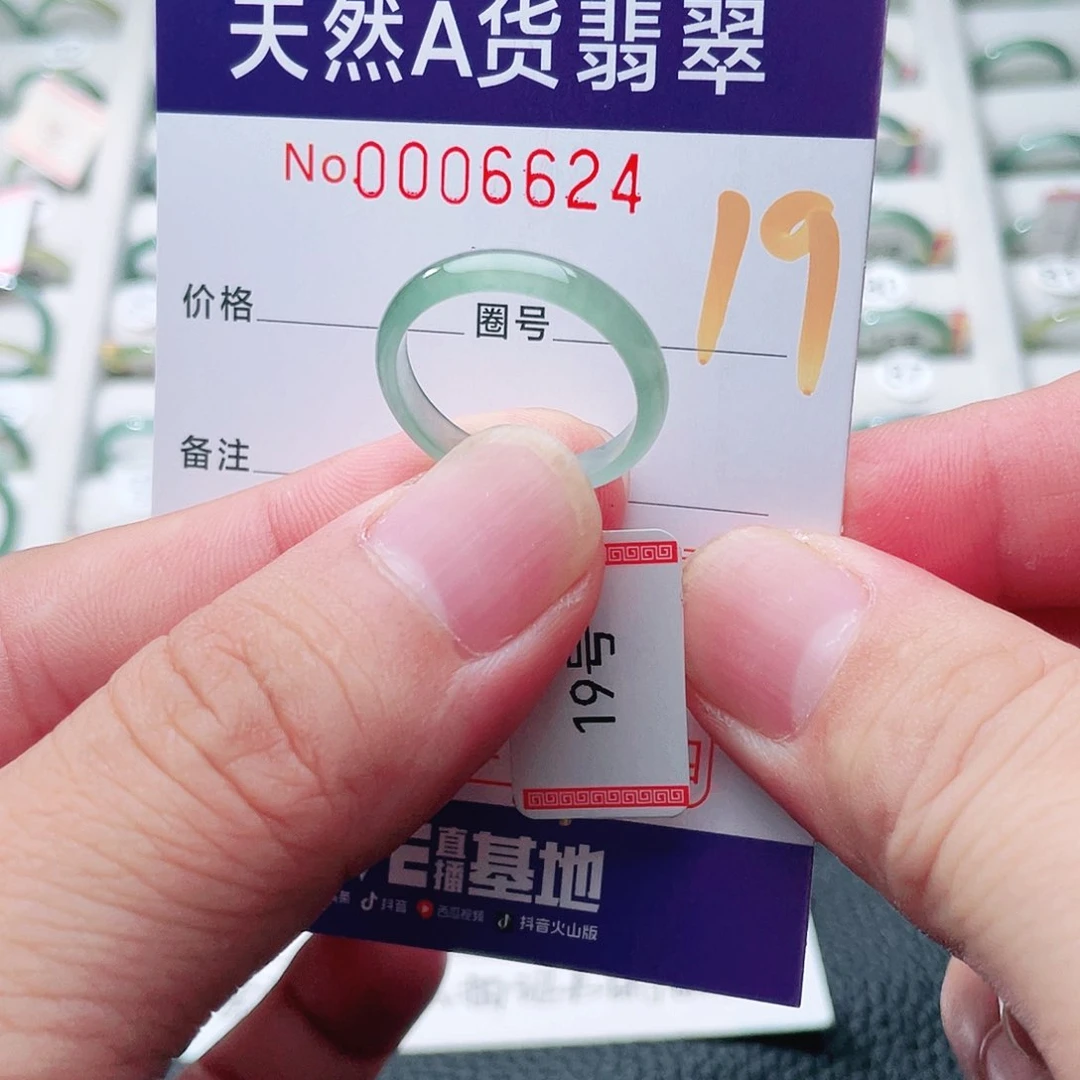 天然A货翡翠
No0006624
19
价格 圈号
备注
19号
直播基地
抖音 西瓜视频 抖音火山版